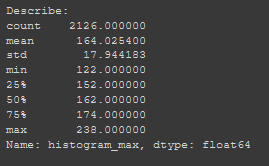 Describe:
count    2126.000000
mean      164.025400
std        17.944183
min       122.000000
25%       152.000000
50%       162.000000
75%       174.000000
max       238.000000
Name: histogram_max, dtype: float64